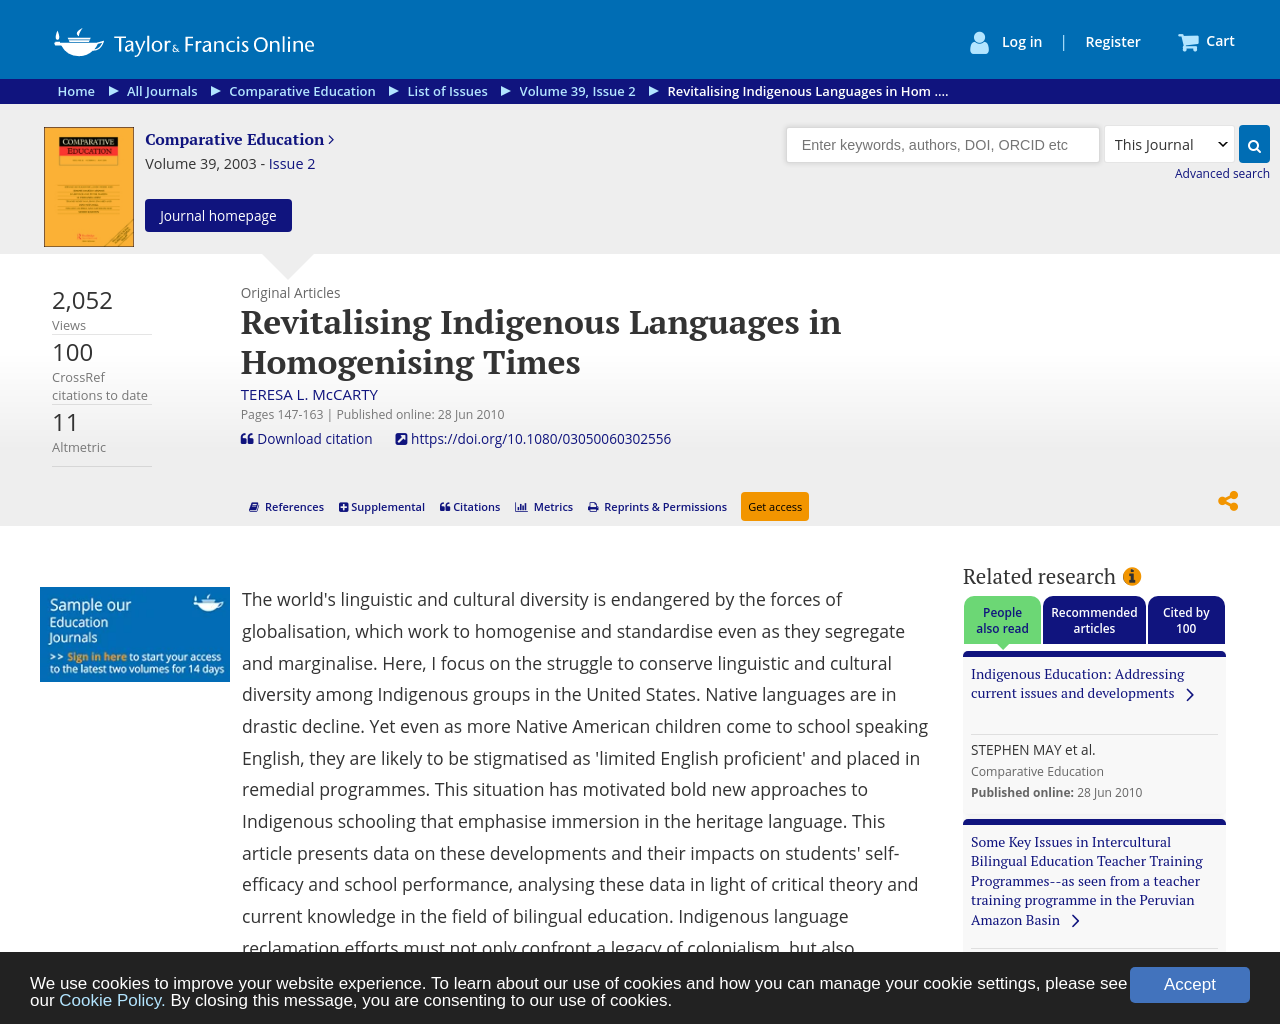 Taylor & Francis Online
Log in | Register
Cart
Home ▶ All Journals ▶ Comparative Education ▶ List of Issues ▶ Volume 39, Issue 2 ▶ Revitalising Indigenous Languages in Hom ....
COMPARATIVE
EDUCATION
Comparative Education
Volume 39, 2003 - Issue 2
Journal homepage
Enter keywords, authors, DOI, ORCID etc
This Journal
Advanced search
2,052
Views
100
CrossRef
citations to date
11
Altmetric
Original Articles
Revitalising Indigenous Languages in
Homogenising Times
TERESA L. McCARTY
Pages 147-163 | Published online: 28 Jun 2010
Download citation
https://doi.org/10.1080/03050060302556
References
Supplemental
Citations
Metrics
Reprints & Permissions
Get access
Sample our
Education
Journals
>> Sign in here to start your access
to the latest two volumes for 14 days
The world's linguistic and cultural diversity is endangered by the forces of
globalisation, which work to homogenise and standardise even as they segregate
and marginalise. Here, I focus on the struggle to conserve linguistic and cultural
diversity among Indigenous groups in the United States. Native languages are in
drastic decline. Yet even as more Native American children come to school speaking
English, they are likely to be stigmatised as 'limited English proficient' and placed in
remedial programmes. This situation has motivated bold new approaches to
Indigenous schooling that emphasise immersion in the heritage language. This
article presents data on these developments and their impacts on students' self-
efficacy and school performance, analysing these data in light of critical theory and
current knowledge in the field of bilingual education. Indigenous language
reclamation efforts must not only confront a legacy of colonialism, but also
Related research
People
also read
Recommended
articles
Cited by
100
Indigenous Education: Addressing
current issues and developments
STEPHEN MAY et al.
Comparative Education
Published online: 28 Jun 2010
Some Key Issues in Intercultural
Bilingual Education Teacher Training
Programmes--as seen from a teacher
training programme in the Peruvian
Amazon Basin
We use cookies to improve your website experience. To learn about our use of cookies and how you can manage your cookie settings, please see
our Cookie Policy. By closing this message, you are consenting to our use of cookies.
Accept